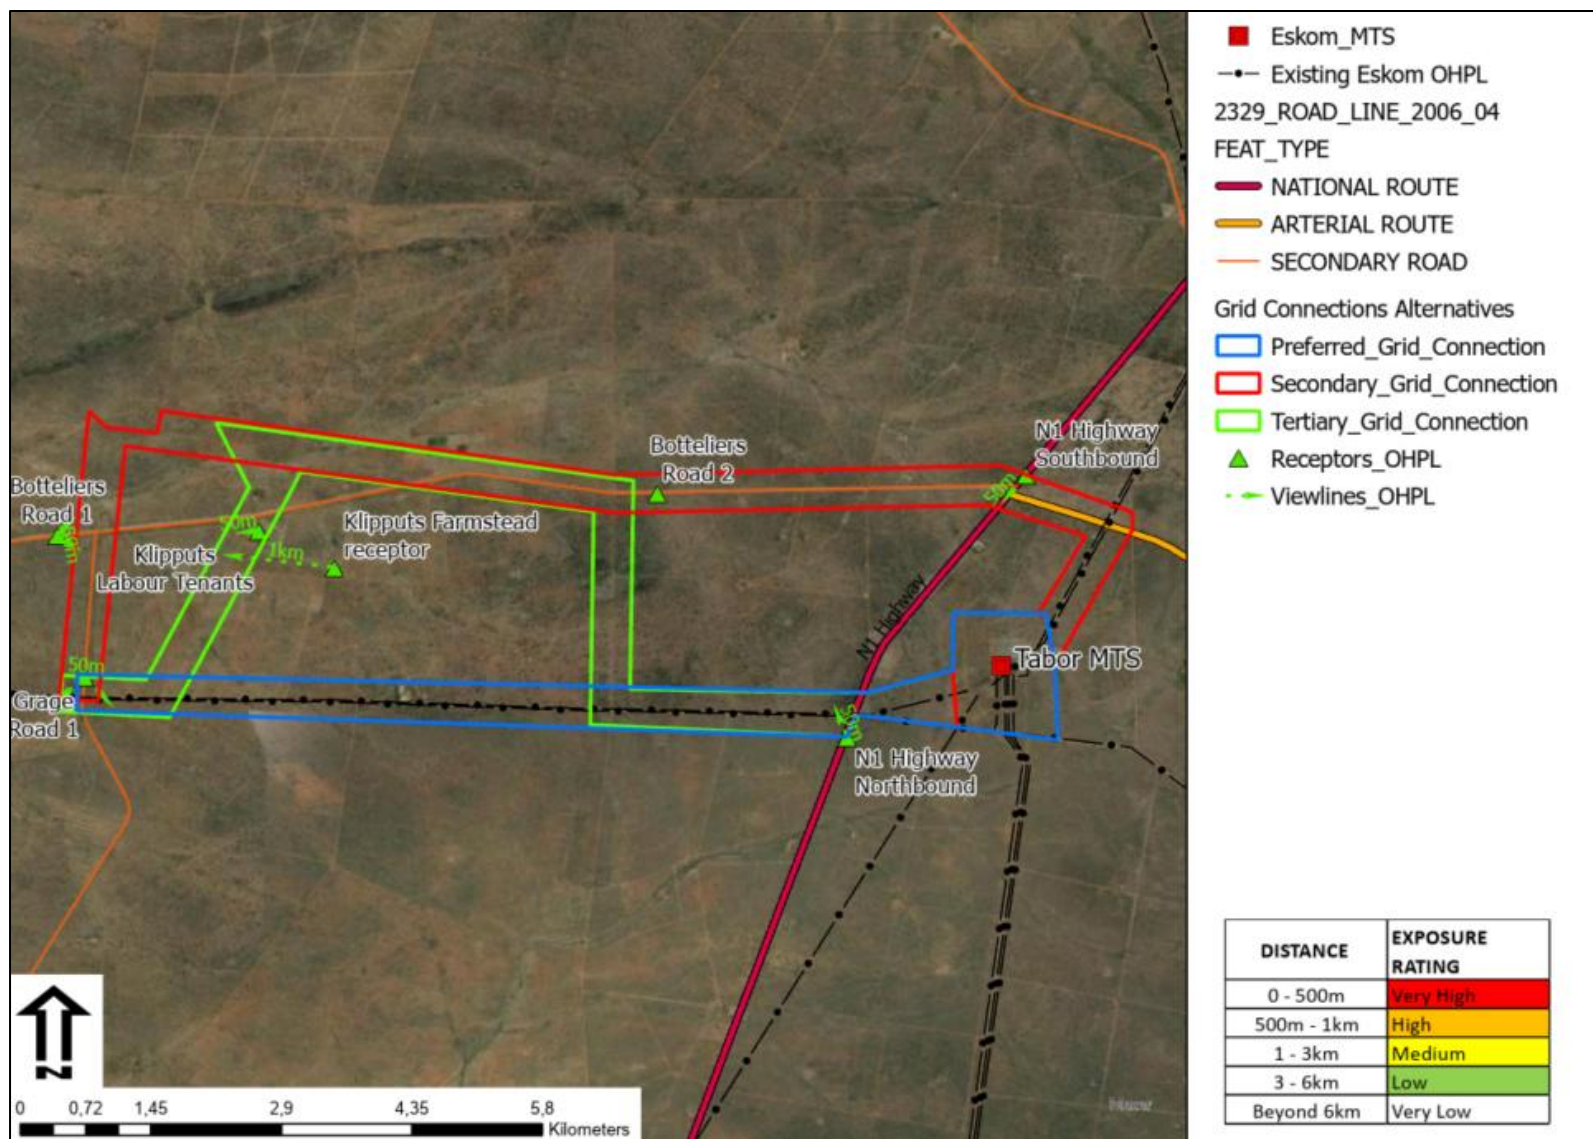 Eskom_MTS
Existing Eskom OHPL
2329_ROAD_LINE_2006_04
FEAT_TYPE
NATIONAL ROUTE
ARTERIAL ROUTE
SECONDARY ROAD
Grid Connections Alternatives
Preferred_Grid_Connection
Secondary_Grid_Connection
Tertiary_Grid_Connection
Receptors_OHPL
Viewlines_OHPL
N1 Highway
Southbound
50m
Botteliers
Road 2
Botteliers
Road 1
50m
Klipputs Farmstead
receptor
50m
1km
Klipputs
Labour Tenants
N1 Highway
Tabor MTS
50m
Grage
Road 1
50m
N1 Highway
Northbound
DISTANCE EXPOSURE RATING
0 - 500m Very High
500m - 1km High
1 - 3km Medium
3 - 6km Low
Beyond 6km Very Low
N
0 0,72 1,45 2,9 4,35 5,8
Kilometers